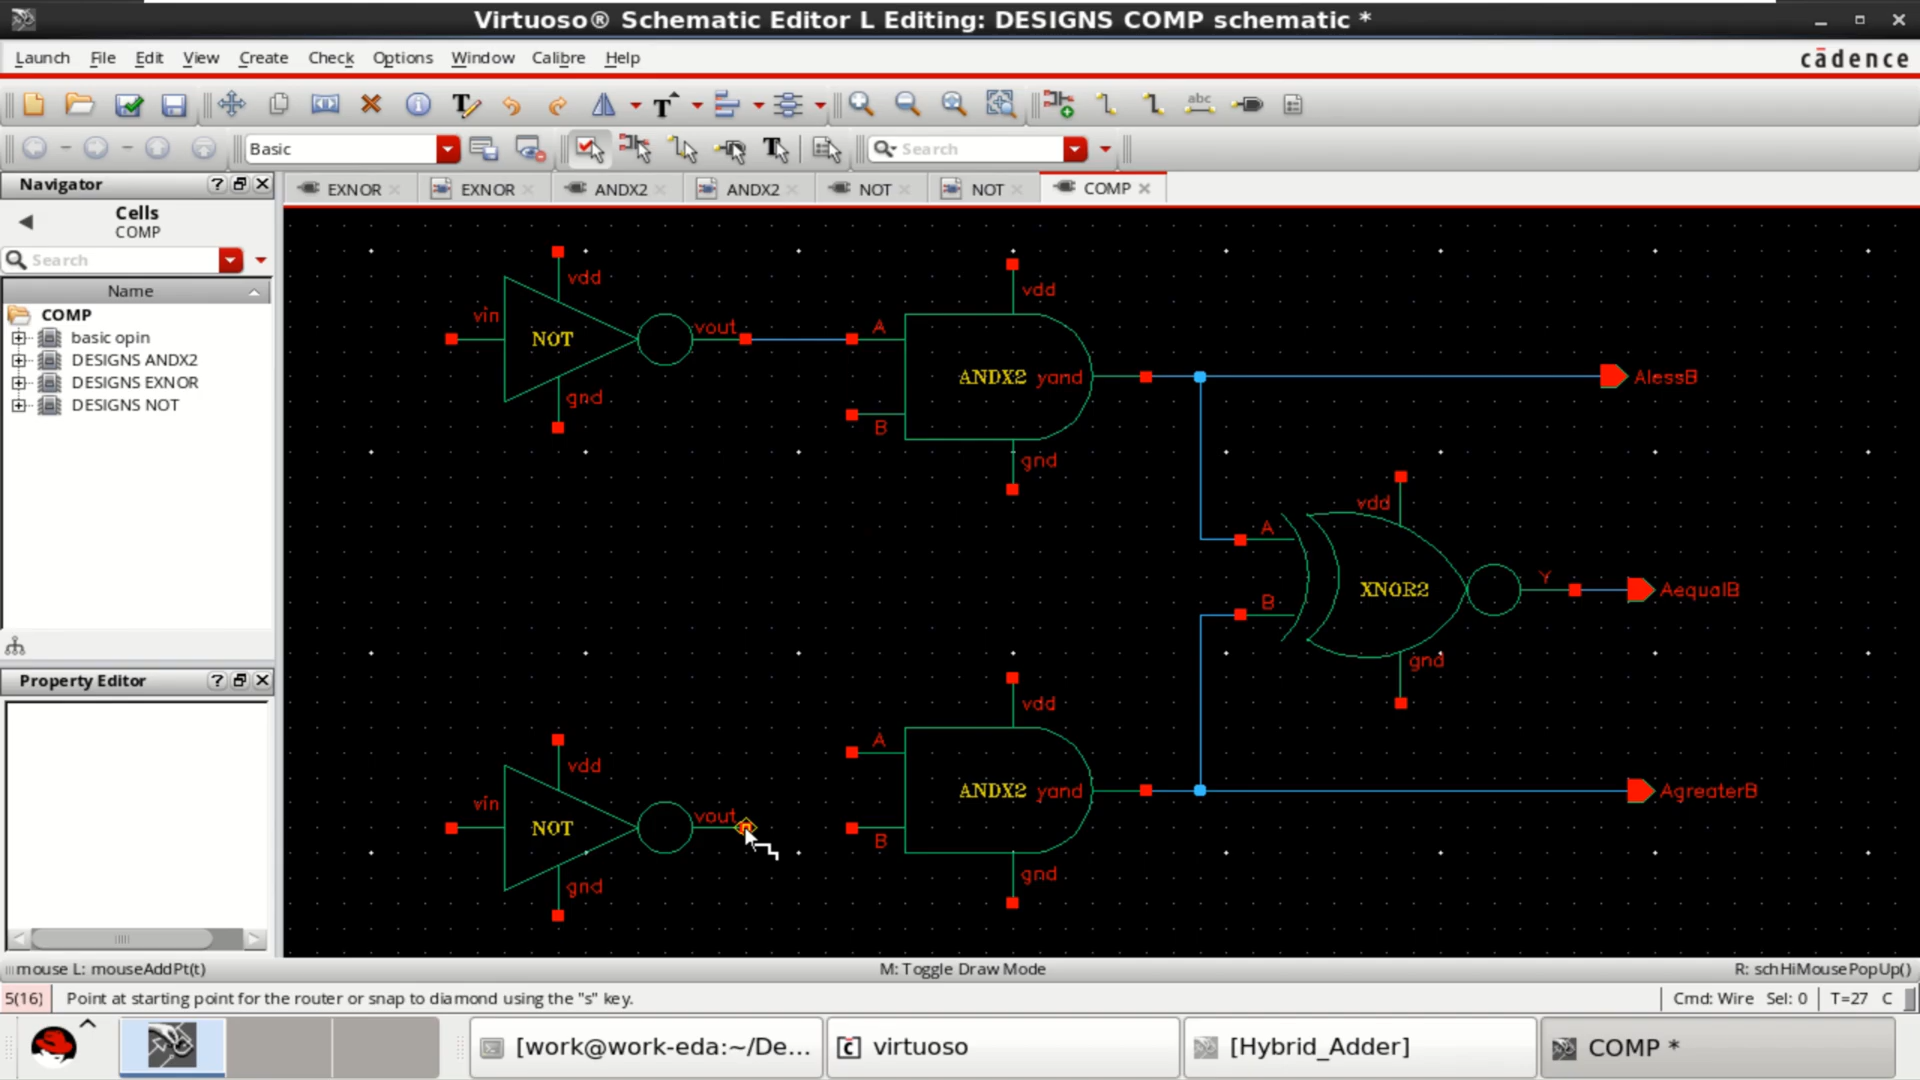 Virtuoso® Schematic Editor L Editing: DESIGNS COMP schematic *
Launch File Edit View Create Check Options Window Calibre Help
cādence
abc
Basic
Search
Navigator
EXNOR EXNOR ANDX2 ANDX2 NOT NOT COMP
Cells
COMP
Search
Name
COMP
basic opin
DESIGNS ANDX2
DESIGNS EXNOR
DESIGNS NOT
Property Editor
vdd
vin
NOT
vout
gnd
vdd
A
ANDX2 yand
B
gnd
AlessB
vdd
A
XNOR2
B
Y
gnd
AequalB
vdd
vin
NOT
vout
gnd
vdd
A
ANDX2 yand
B
gnd
AgreaterB
mouse L: mouseAddPt(t)
M: Toggle Draw Mode
R: schHiMousePopUp()
5(16) Point at starting point for the router or snap to diamond using the "s" key.
Cmd: Wire Sel: 0 T=27 C
[work@work-eda:~/De...
virtuoso
[Hybrid_Adder]
COMP *